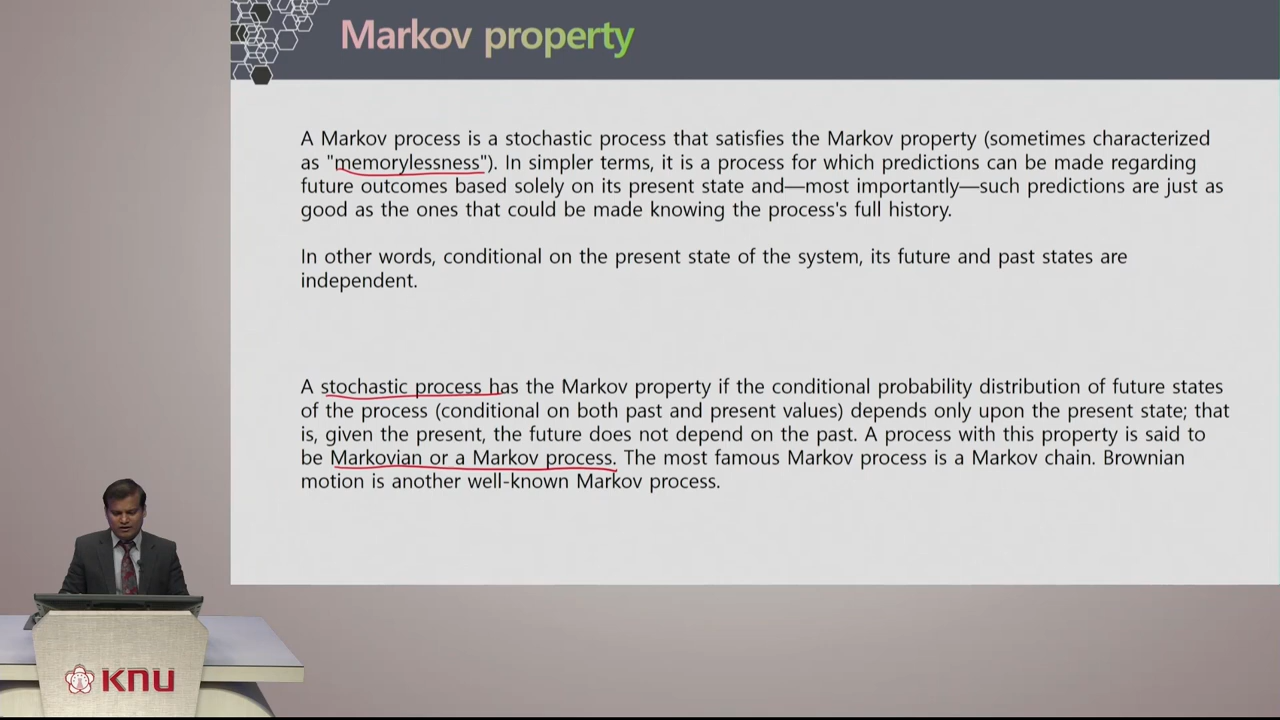 Markov property
A Markov process is a stochastic process that satisfies the Markov property (sometimes characterized
as "memorylessness"). In simpler terms, it is a process for which predictions can be made regarding
future outcomes based solely on its present state and—most importantly—such predictions are just as
good as the ones that could be made knowing the process's full history.
In other words, conditional on the present state of the system, its future and past states are
independent.
A stochastic process has the Markov property if the conditional probability distribution of future states
of the process (conditional on both past and present values) depends only upon the present state; that
is, given the present, the future does not depend on the past. A process with this property is said to
be Markovian or a Markov process. The most famous Markov process is a Markov chain. Brownian
motion is another well-known Markov process.
KNU